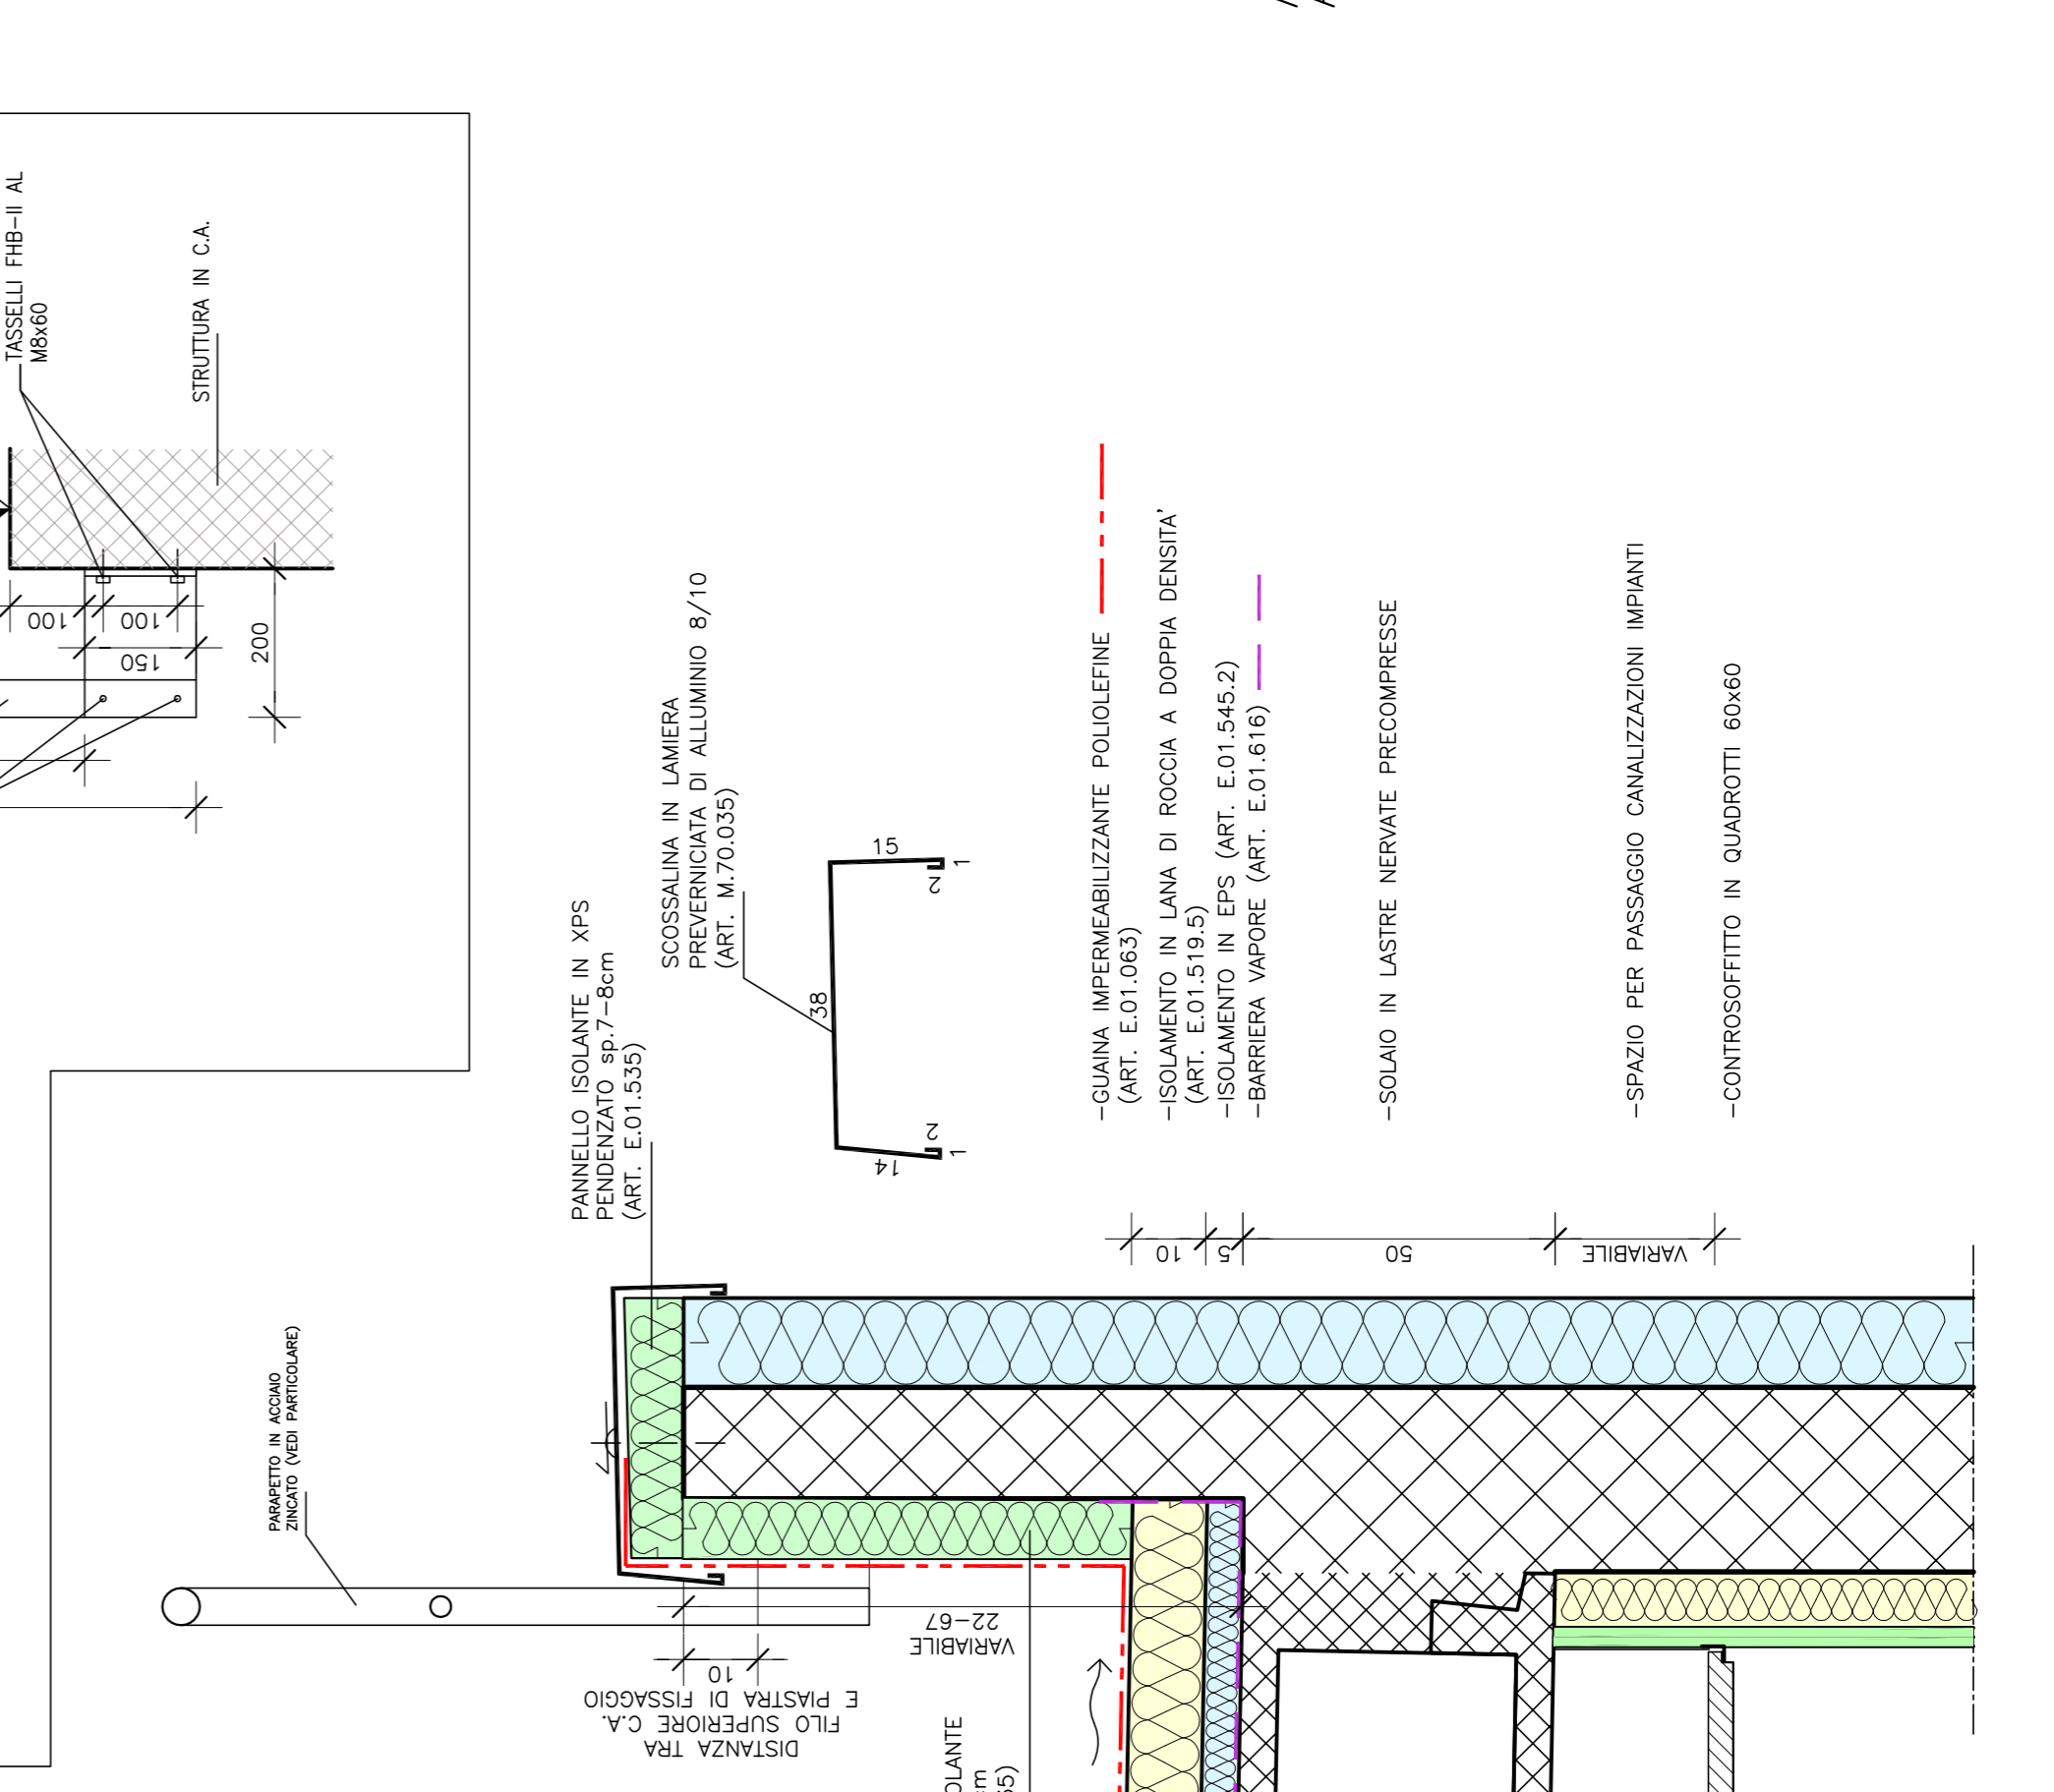 TASSELLI FHB-II AL
M8x60
STRUTTURA IN C.A.
100
100
150
200
PANNELLO ISOLANTE IN XPS
PENDENZATO sp.7-8cm
(ART. E.01.535)
SCOSSALINA IN LAMIERA
PREVERNICIATA DI ALLUMINIO 8/10
(ART. M.70.035)
15
1
2
38
14
2
1
-GUAINA IMPERMEABILIZZANTE POLIOLEFINE
(ART. E.01.063)
-ISOLAMENTO IN LANA DI ROCCIA A DOPPIA DENSITA'
(ART. E.01.519.5)
-ISOLAMENTO IN EPS (ART. E.01.545.2)
-BARRIERA VAPORE (ART. E.01.616)
-SOLAIO IN LASTRE NERVATE PRECOMPRESSE
-SPAZIO PER PASSAGGIO CANALIZZAZIONI IMPIANTI
-CONTROSOFFITTO IN QUADROTTI 60x60
10
5
50
VARIABILE
PARAPETTO IN ACCIAIO
ZINCATO (VEDI PARTICOLARE)
VARIABILE
22-67
10
DISTANZA TRA
FILO SUPERIORE C.A.
E PIASTRA DI FISSAGGIO
OLANTE
cm